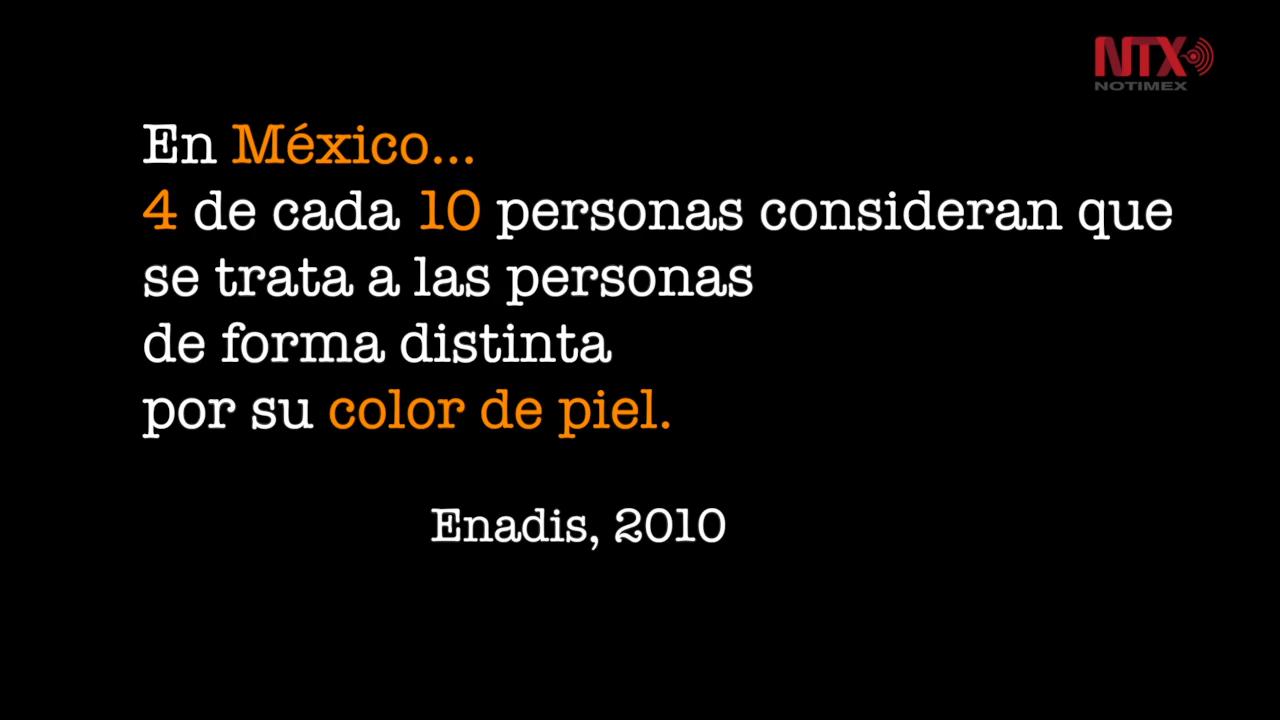 NTX
NOTIMEX
En México...
4 de cada 10 personas consideran que
se trata a las personas
de forma distinta
por su color de piel.
Enadis, 2010